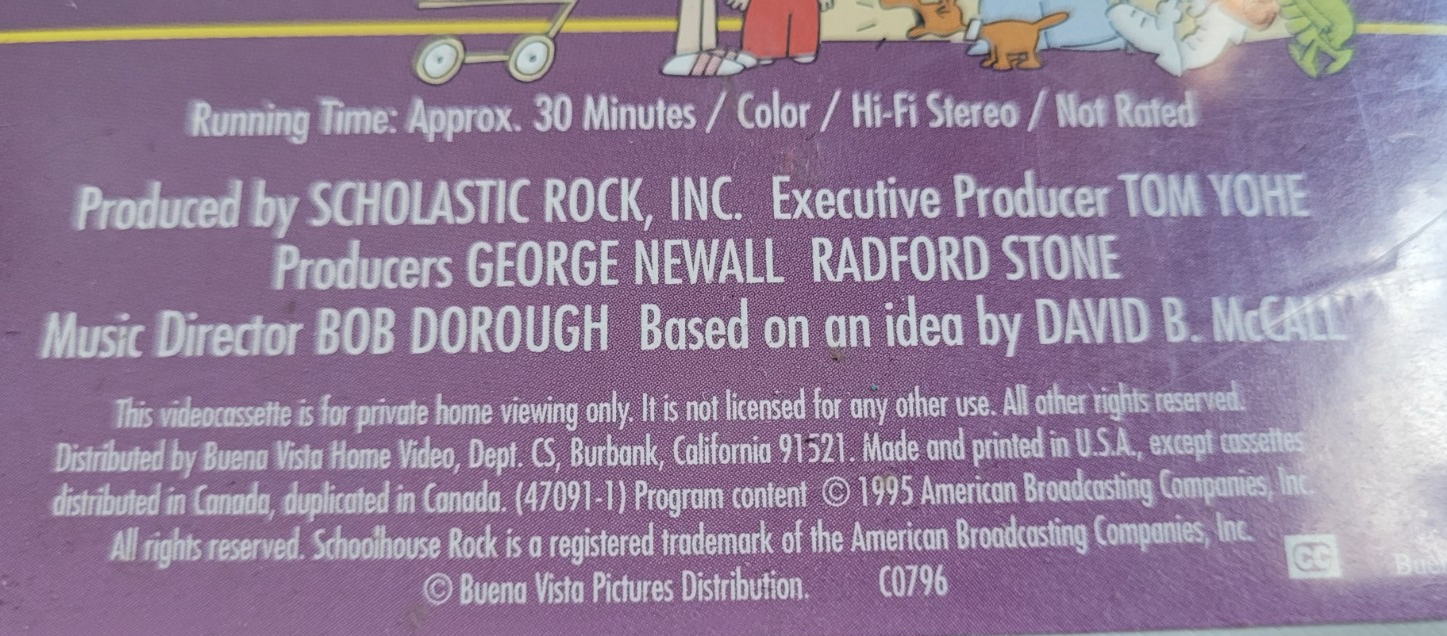 Running Time: Approx. 30 Minutes / Color / Hi-Fi Stereo / Not Rated
Produced by SCHOLASTIC ROCK, INC. Executive Producer TOM YOHE
Producers GEORGE NEWALL RADFORD STONE
Music Director BOB DOROUGH Based on an idea by DAVID B. McCALL
This videocassette is for private home viewing only. It is not licensed for any other use. All other rights reserved.
Distributed by Buena Vista Home Video, Dept. CS, Burbank, California 91521. Made and printed in U.S.A., except cassettes
distributed in Canada, duplicated in Canada. (47091-1) Program content © 1995 American Broadcasting Companies, Inc.
All rights reserved. Schoolhouse Rock is a registered trademark of the American Broadcasting Companies, Inc.
© Buena Vista Pictures Distribution. C0796
CC